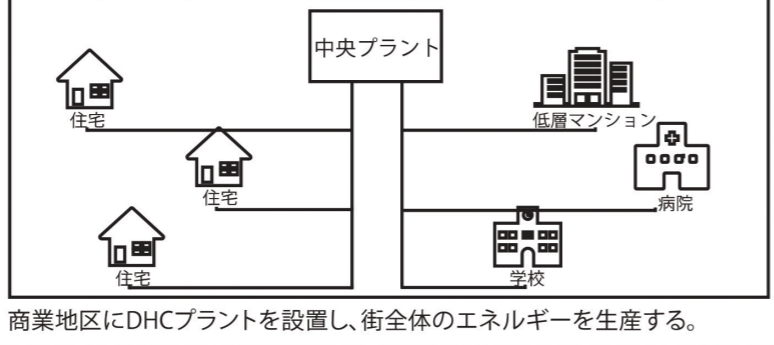 中央プラント
住宅
低層マンション
住宅
病院
住宅
学校
商業地区にDHCプラントを設置し、街全体のエネルギーを生産する。